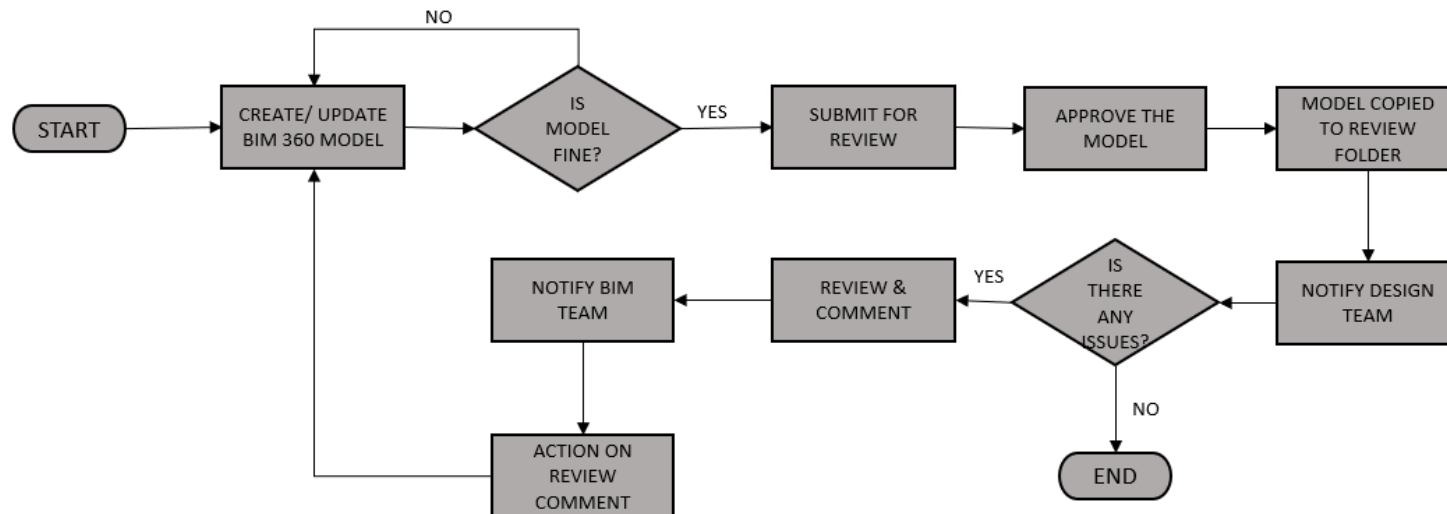 NO
START
CREATE/ UPDATE
BIM 360 MODEL
IS
MODEL
FINE?
YES
SUBMIT FOR
REVIEW
APPROVE THE
MODEL
MODEL COPIED
TO REVIEW
FOLDER
NOTIFY DESIGN
TEAM
IS
THERE
ANY
ISSUES?
YES
REVIEW &
COMMENT
NOTIFY BIM
TEAM
ACTION ON
REVIEW
COMMENT
NO
END